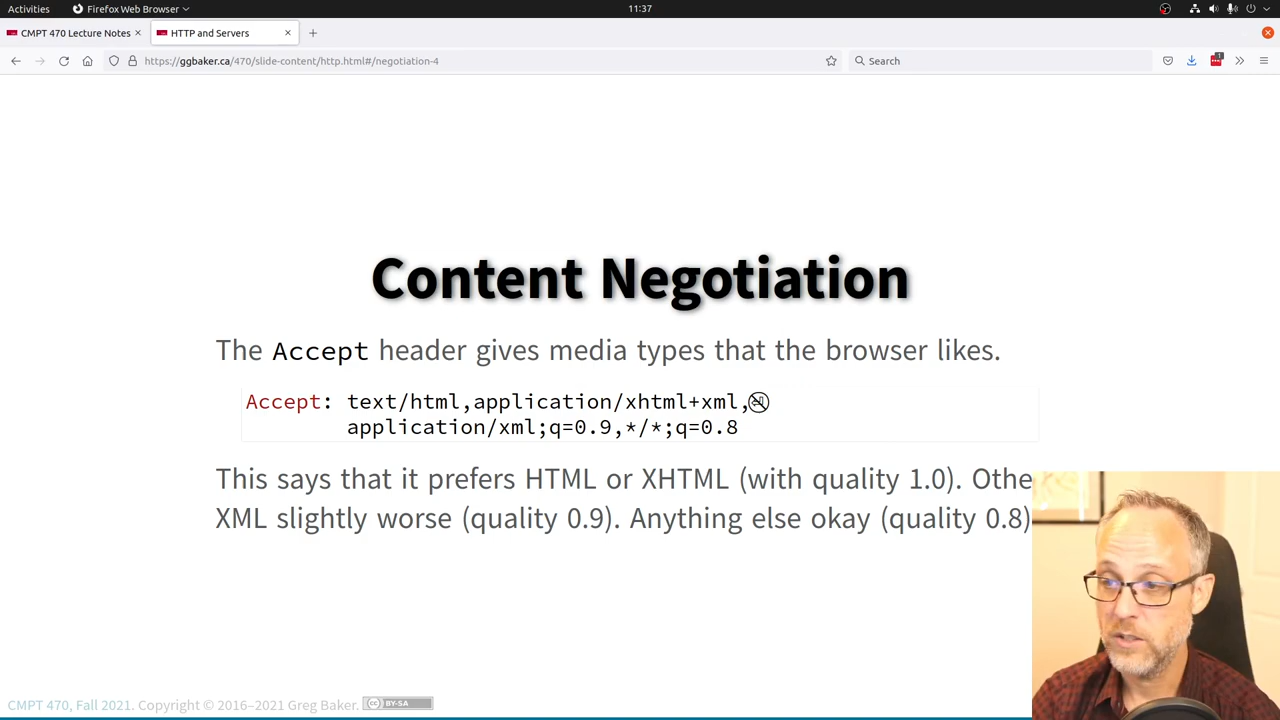 Activities
Firefox Web Browser
11:37
CMPT 470 Lecture Notes
HTTP and Servers
https://ggbaker.ca/470/slide-content/http.html#/negotiation-4
Search
1
Content Negotiation
The Accept header gives media types that the browser likes.
Accept: text/html,application/xhtml+xml,
application/xml;q=0.9,*/*;q=0.8
This says that it prefers HTML or XHTML (with quality 1.0). Othe
XML slightly worse (quality 0.9). Anything else okay (quality 0.8)
CMPT 470, Fall 2021. Copyright © 2016–2021 Greg Baker.
cc BY-SA